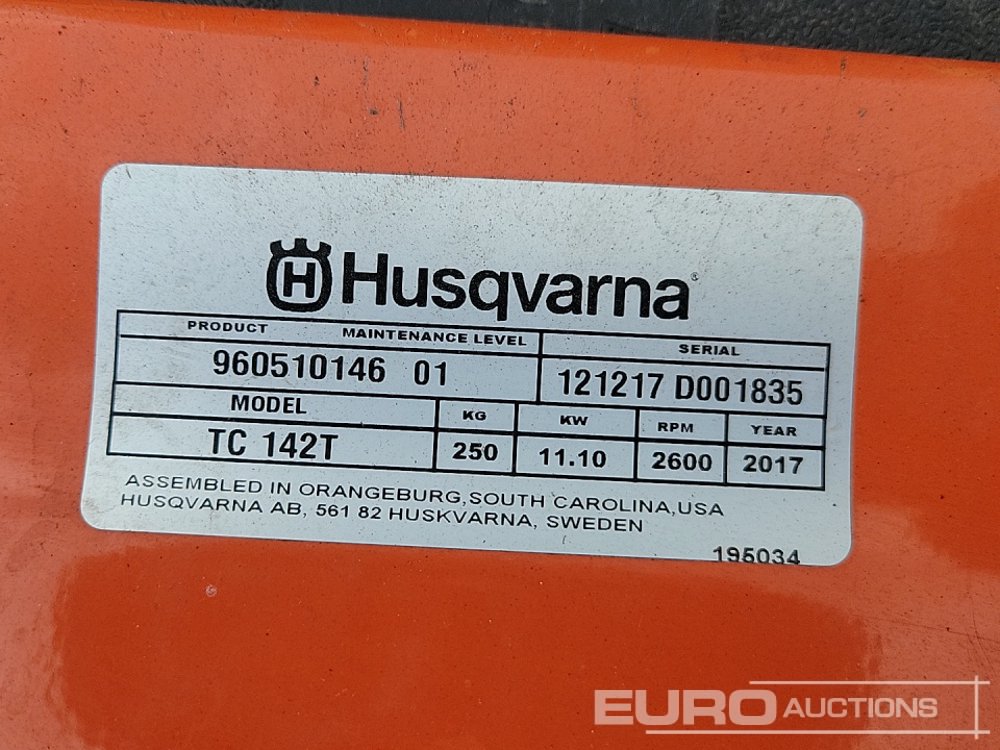 H Husqvarna
PRODUCT MAINTENANCE LEVEL SERIAL
960510146 01 121217 D001835
MODEL KG KW RPM YEAR
TC 142T 250 11.10 2600 2017
ASSEMBLED IN ORANGEBURG,SOUTH CAROLINA,USA
HUSQVARNA AB, 561 82 HUSKVARNA, SWEDEN
195034
EURO AUCTIONS